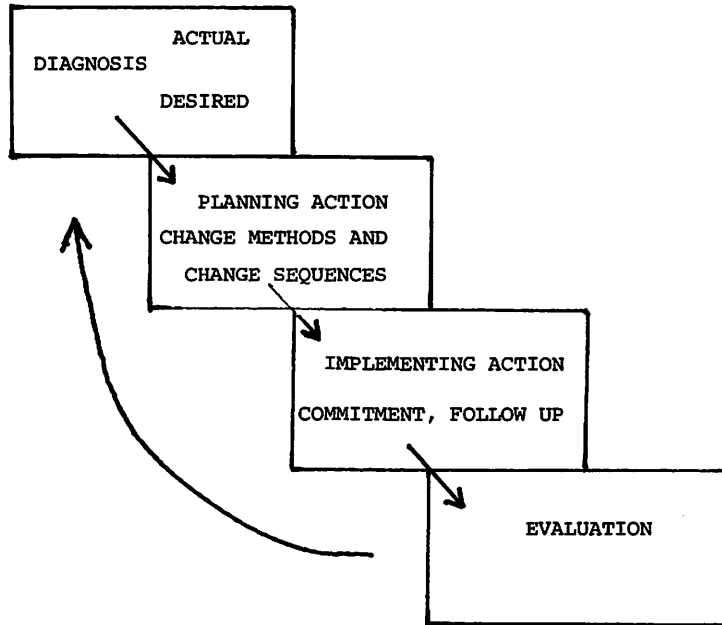 ACTUAL
DIAGNOSIS
DESIRED
PLANNING ACTION
CHANGE METHODS AND
CHANGE SEQUENCES
IMPLEMENTING ACTION
COMMITMENT, FOLLOW UP
EVALUATION